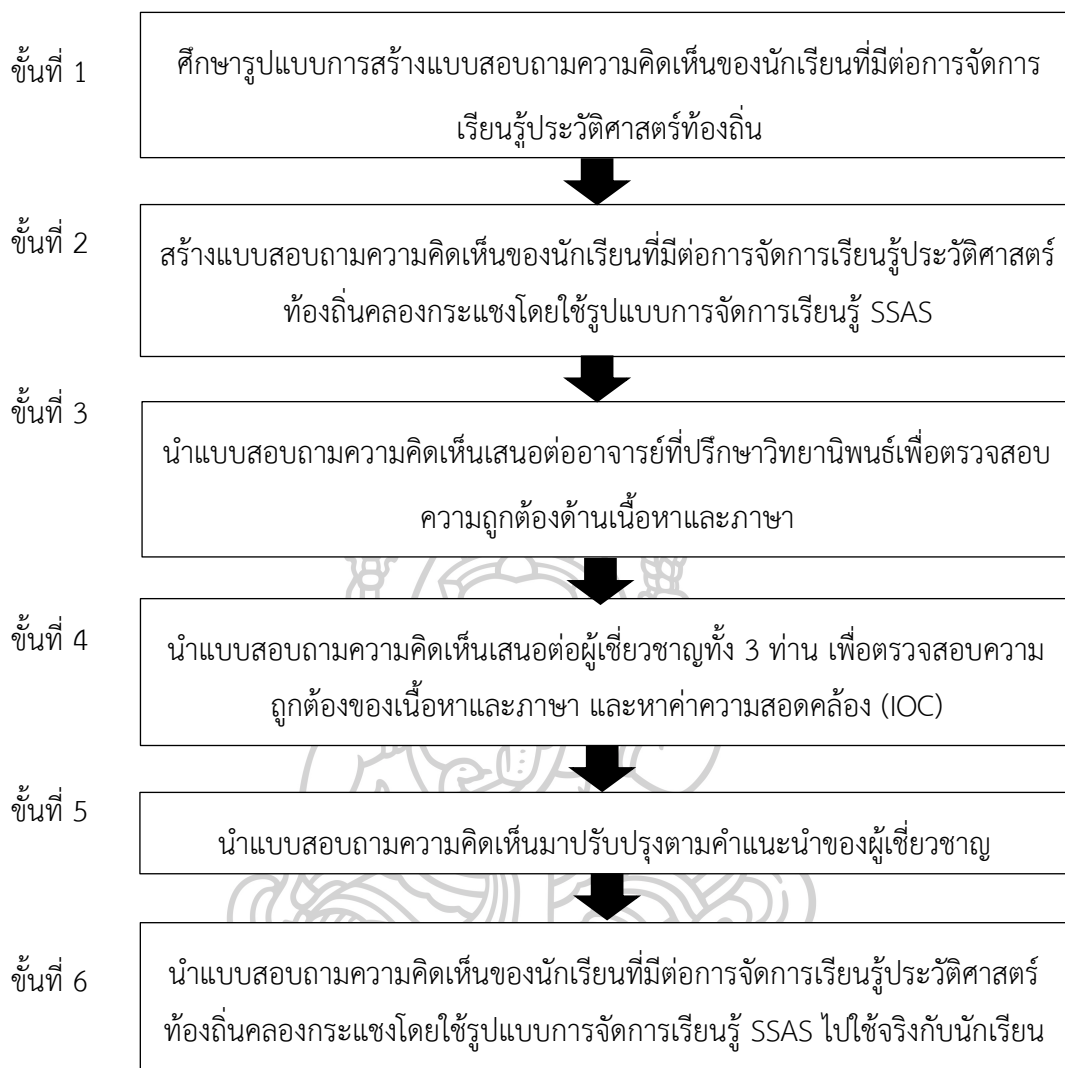 ขั้นที่ 1
ศึกษารูปแบบการสร้างแบบสอบถามความคิดเห็นของนักเรียนที่มีต่อการจัดการ
เรียนรู้ประวัติศาสตร์ท้องถิ่น
ขั้นที่ 2
สร้างแบบสอบถามความคิดเห็นของนักเรียนที่มีต่อการจัดการเรียนรู้ประวัติศาสตร์
ท้องถิ่นคลองกระแชงโดยใช้รูปแบบการจัดการเรียนรู้ SSAS
ขั้นที่ 3
นำแบบสอบถามความคิดเห็นเสนอต่ออาจารย์ที่ปรึกษาวิทยานิพนธ์เพื่อตรวจสอบ
ความถูกต้องด้านเนื้อหาและภาษา
ขั้นที่ 4
นำแบบสอบถามความคิดเห็นเสนอต่อผู้เชี่ยวชาญทั้ง 3 ท่าน เพื่อตรวจสอบความ
ถูกต้องของเนื้อหาและภาษา และหาค่าความสอดคล้อง (IOC)
ขั้นที่ 5
นำแบบสอบถามความคิดเห็นมาปรับปรุงตามคำแนะนำของผู้เชี่ยวชาญ
ขั้นที่ 6
นำแบบสอบถามความคิดเห็นของนักเรียนที่มีต่อการจัดการเรียนรู้ประวัติศาสตร์
ท้องถิ่นคลองกระแชงโดยใช้รูปแบบการจัดการเรียนรู้ SSAS ไปใช้จริงกับนักเรียน